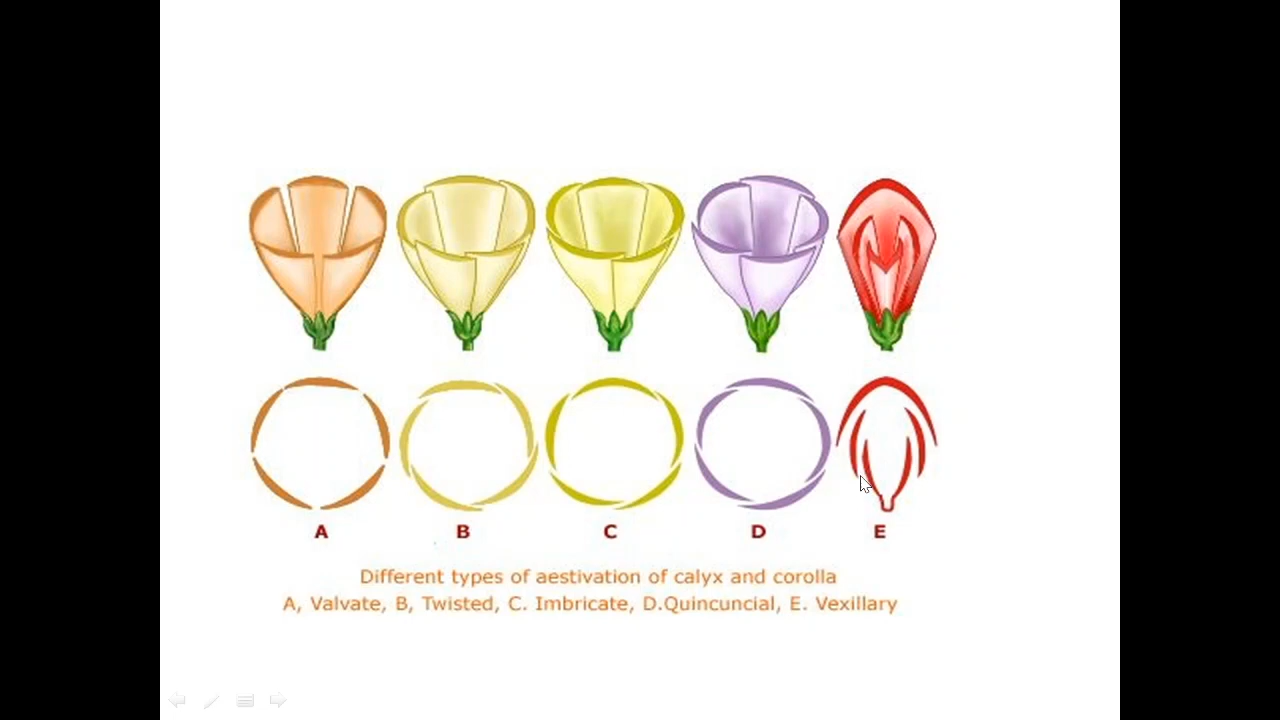 A B C D E
Different types of aestivation of calyx and corolla
A, Valvate, B, Twisted, C. Imbricate, D.Quincuncial, E. Vexillary